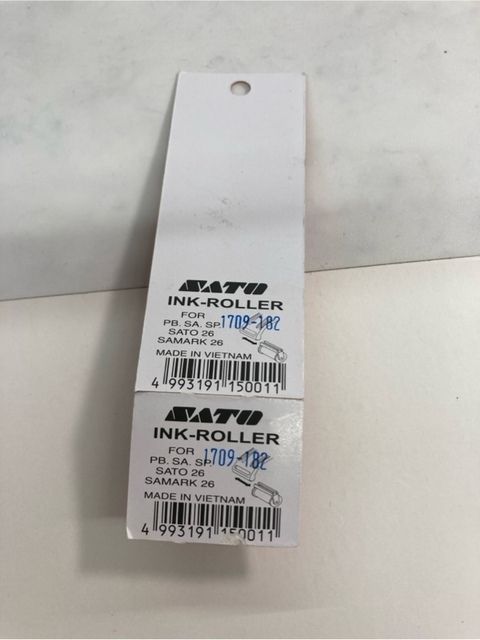 SATO
INK-ROLLER
FOR
PB. SA. SP. 1709-182
SATO 26
SAMARK 26
MADE IN VIETNAM
4 993191 150011
SATO
INK-ROLLER
FOR
PB. SA. SP. 1709-182
SATO 26
SAMARK 26
MADE IN VIETNAM
4 993191 150011